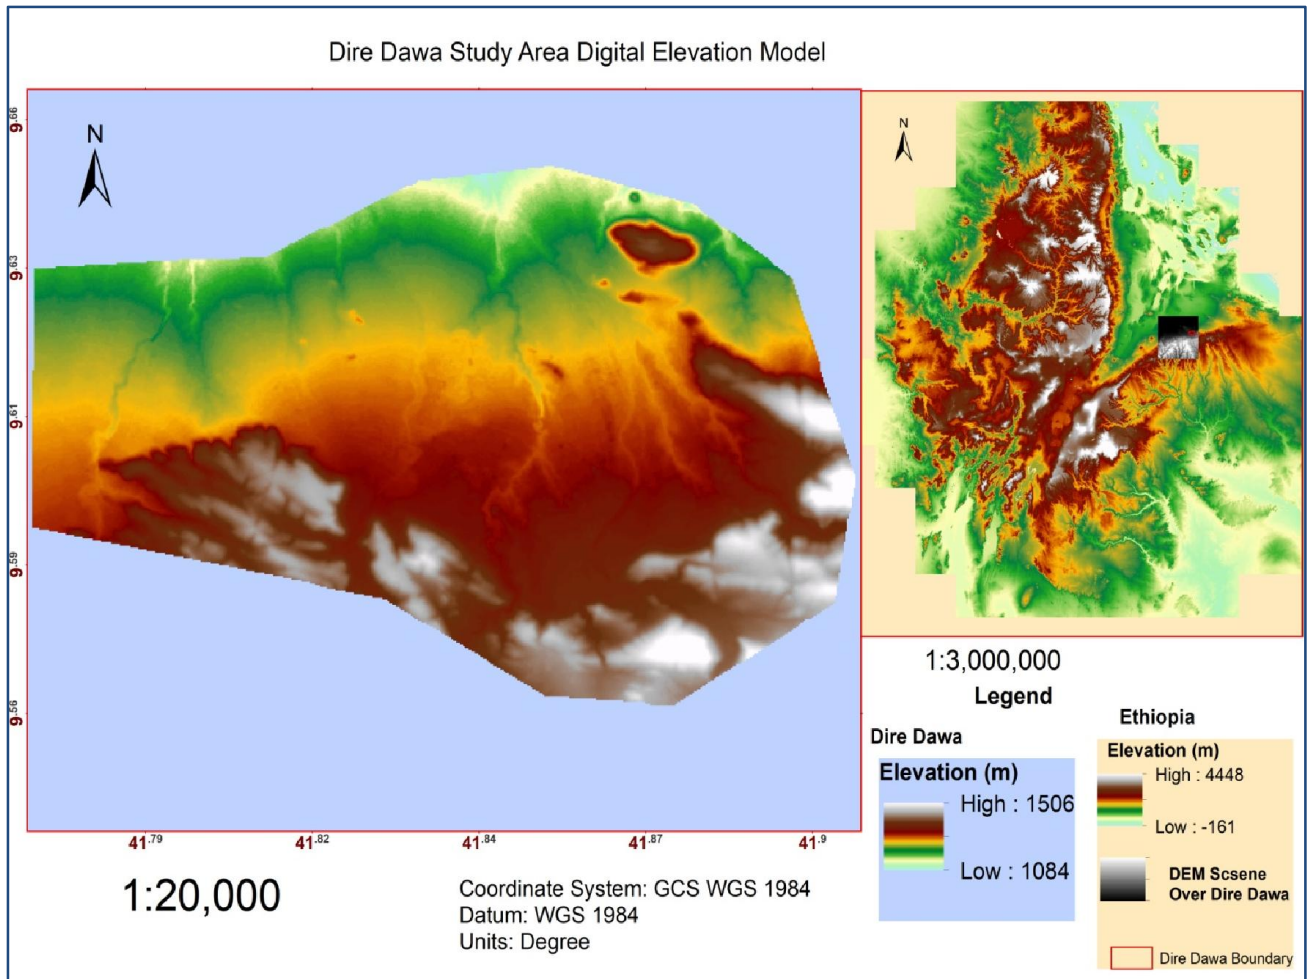 Dire Dawa Study Area Digital Elevation Model
N
N
9.66
9.63
9.61
9.59
9.56
41.79
41.82
41.84
41.87
41.9
1:20,000
Coordinate System: GCS WGS 1984
Datum: WGS 1984
Units: Degree
1:3,000,000
Legend
Dire Dawa
Elevation (m)
High : 1506
Low : 1084
Ethiopia
Elevation (m)
High : 4448
Low : -161
DEM Scsene
Over Dire Dawa
Dire Dawa Boundary